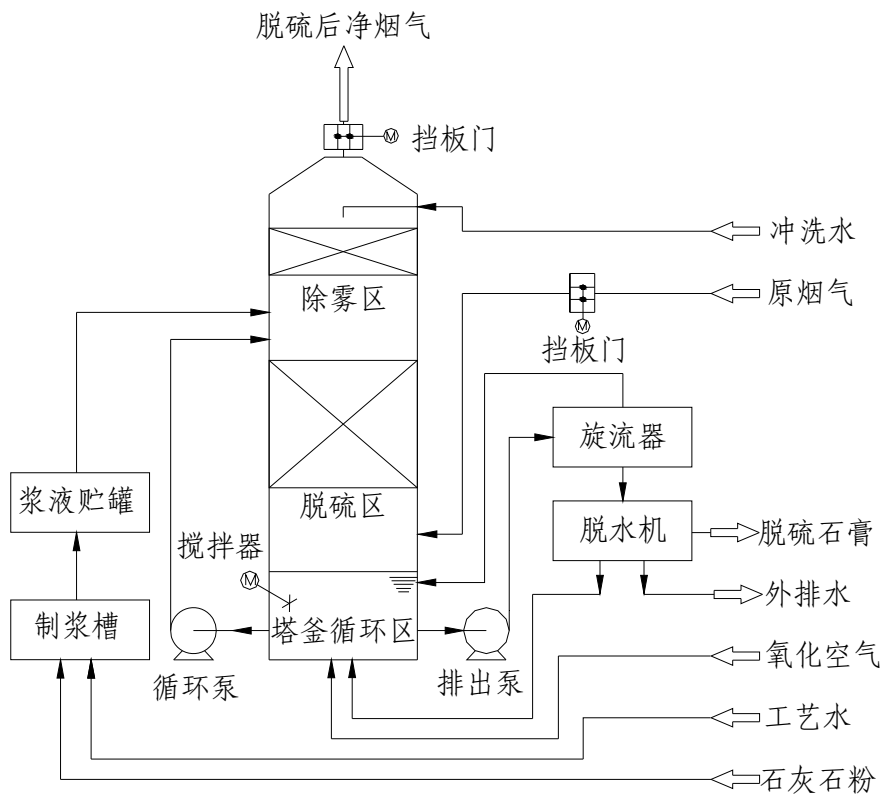 脱硫后净烟气
M
挡板门
冲洗水
除雾区
原烟气
M
挡板门
旋流器
浆液贮罐
脱硫区
脱水机
脱硫石膏
搅拌器
M
外排水
制浆槽
塔釜循环区
氧化空气
循环泵
排出泵
工艺水
石灰石粉